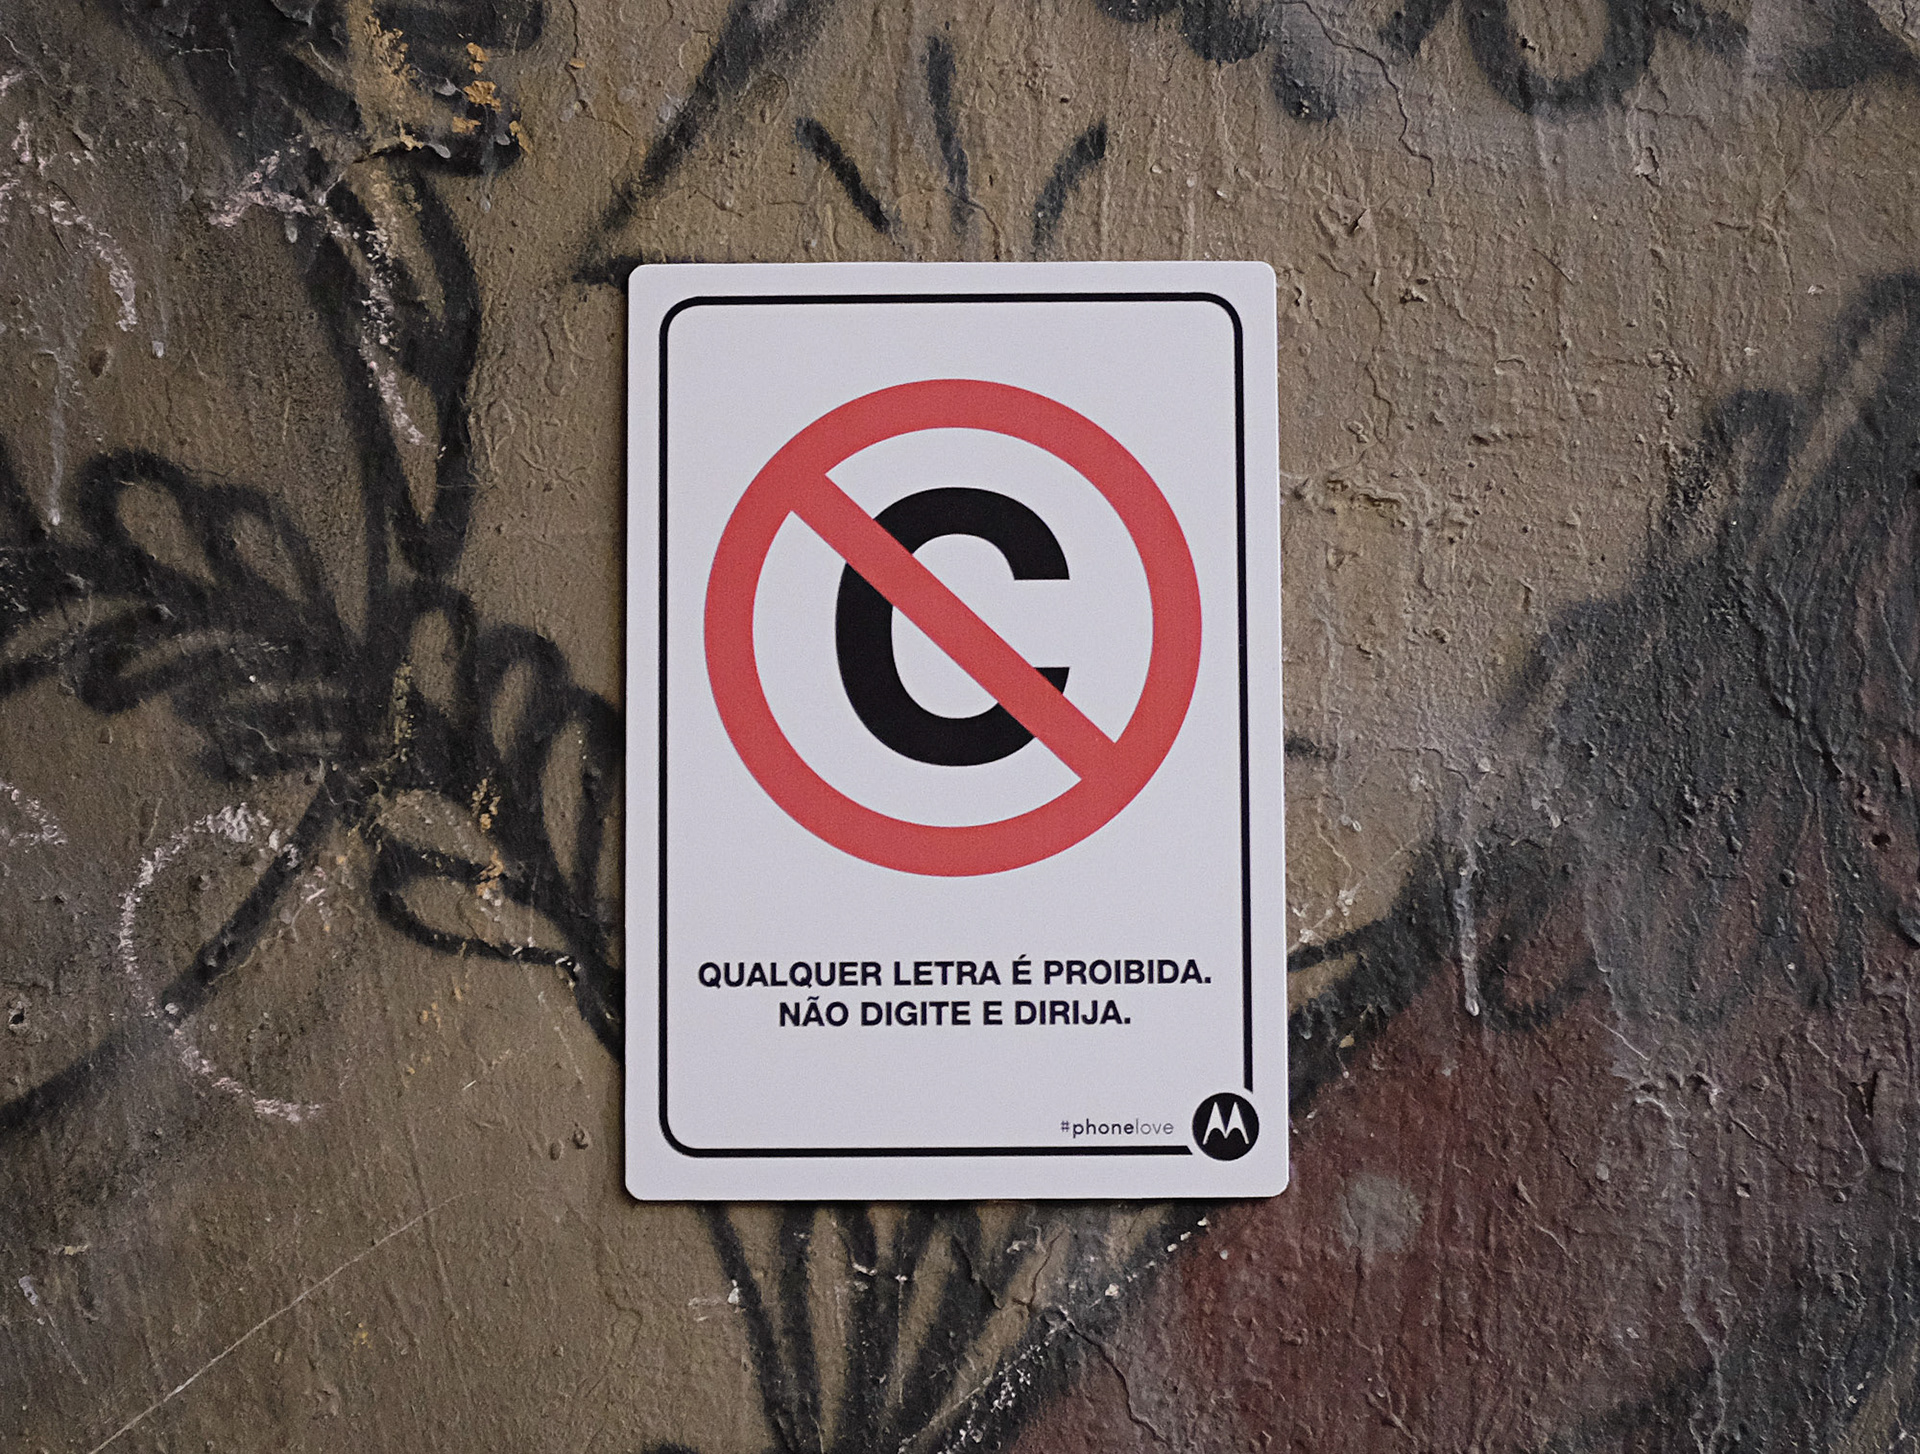 C
QUALQUER LETRA É PROIBIDA.
NÃO DIGITE E DIRIJA.
#phonelove